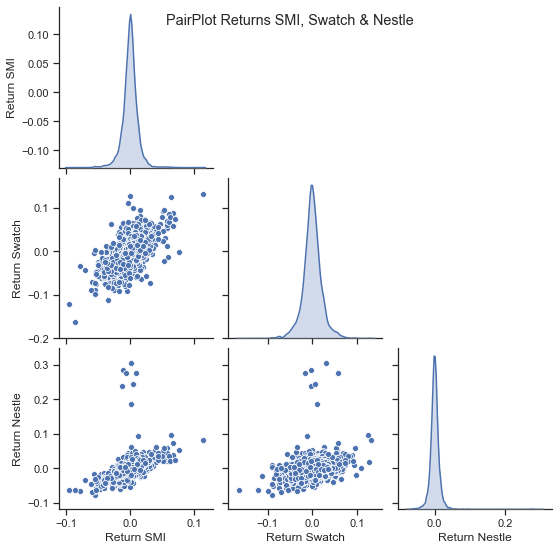 PairPlot Returns SMI, Swatch & Nestle
Return SMI
0.10
0.05
0.00
−0.05
−0.10
Return Swatch
0.1
0.0
−0.1
−0.2
Return Nestle
0.3
0.2
0.1
0.0
−0.1
−0.1 0.0 0.1
Return SMI
−0.1 0.0 0.1
Return Swatch
0.0 0.2
Return Nestle